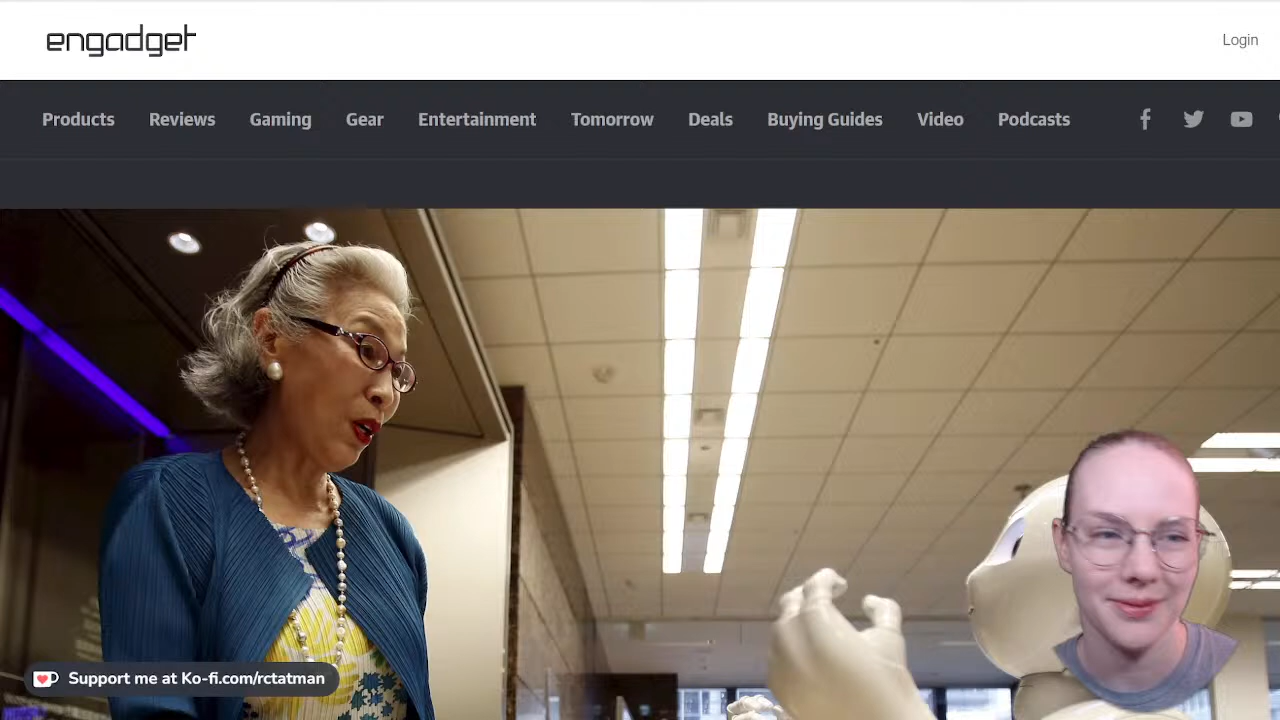 engadget
Login
Products Reviews Gaming Gear Entertainment Tomorrow Deals Buying Guides Video Podcasts
Support me at Ko-fi.com/rctatman